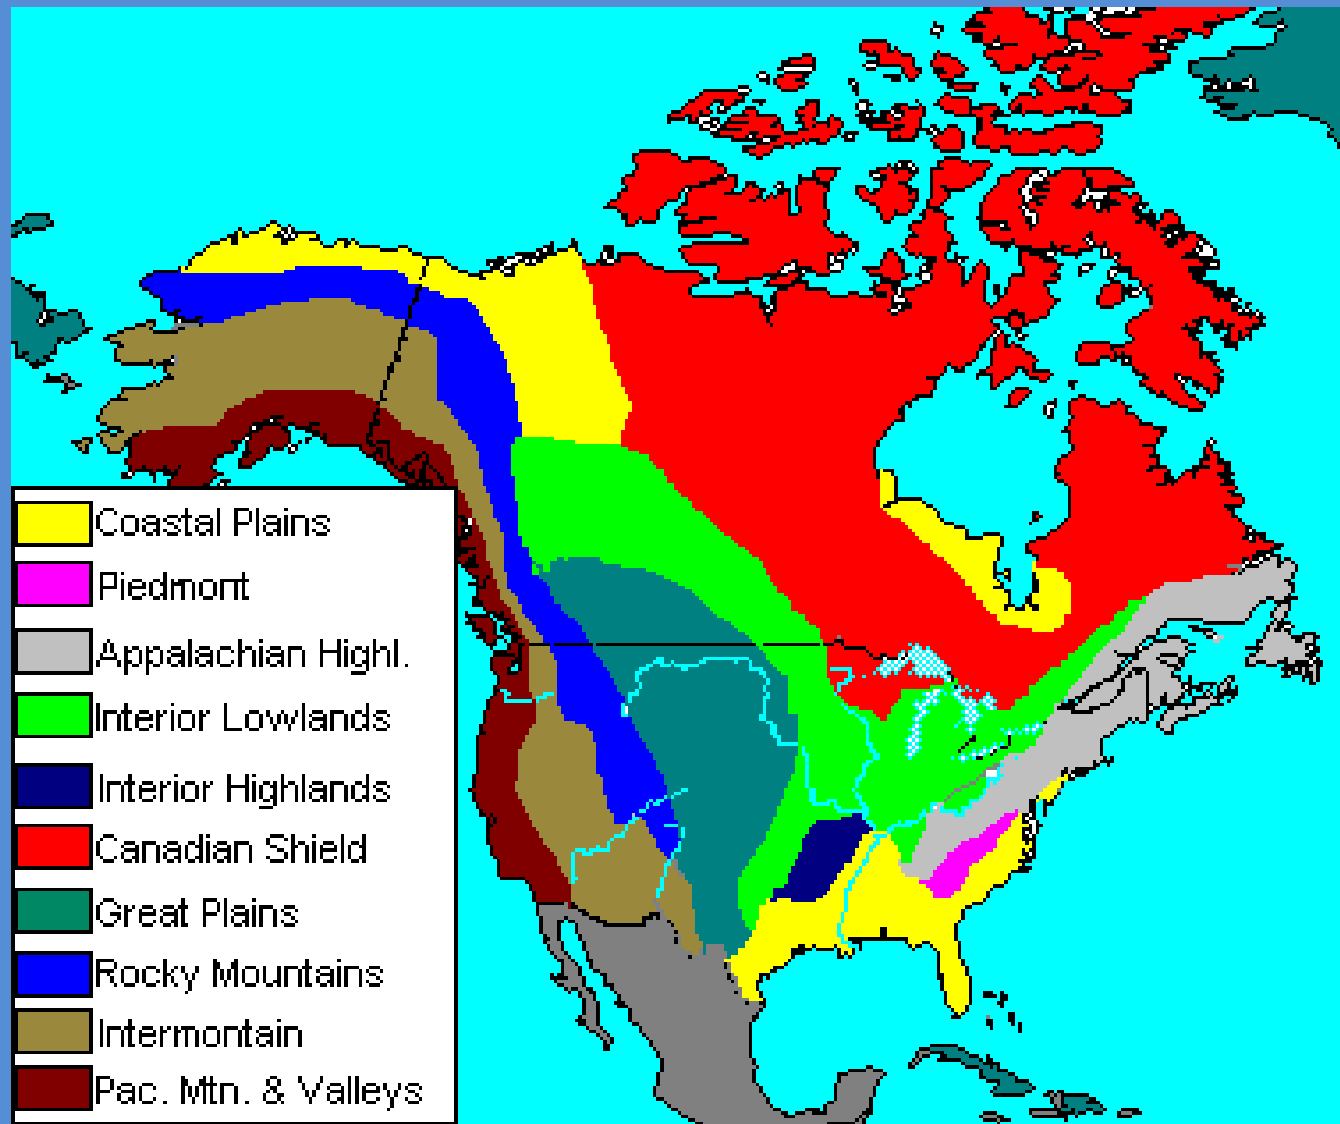 Coastal Plains
Piedmont
Appalachian Highl.
Interior Lowlands
Interior Highlands
Canadian Shield
Great Plains
Rocky Mountains
Intermontain
Pac. Mtn. & Valleys